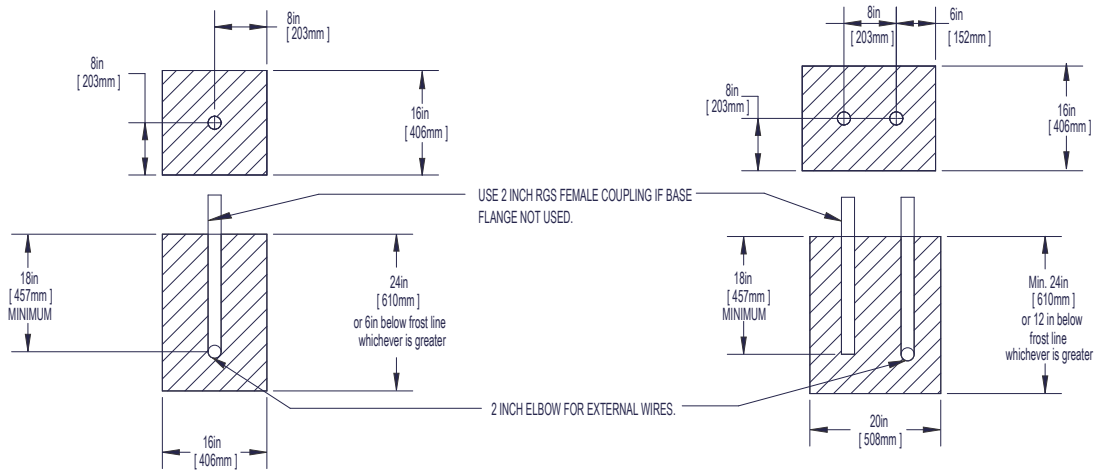 8in
[ 203mm ]
8in
[ 203mm ]
16in
[ 406mm ]
8in
[ 203mm ]
6in
[ 152mm ]
8in
[ 203mm ]
16in
[ 406mm ]
USE 2 INCH RGS FEMALE COUPLING IF BASE
FLANGE NOT USED.
18in
[ 457mm ]
MINIMUM
24in
[ 610mm ]
or 6in below frost line
whichever is greater
18in
[ 457mm ]
MINIMUM
Min. 24in
[ 610mm ]
or 12 in below
frost line
whichever is greater
2 INCH ELBOW FOR EXTERNAL WIRES.
16in
[ 406mm ]
20in
[ 508mm ]